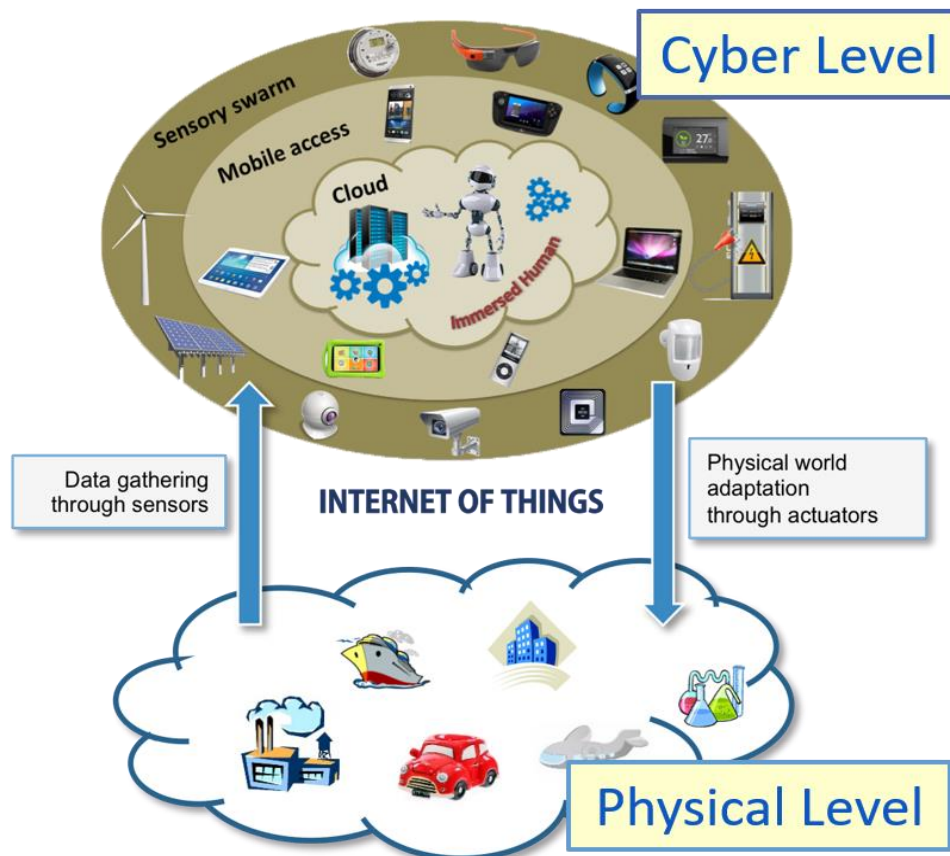 Cyber Level
Sensory swarm
Mobile access
Cloud
27
Immersed Human
Data gathering
through sensors
INTERNET OF THINGS
Physical world
adaptation
through actuators
Physical Level